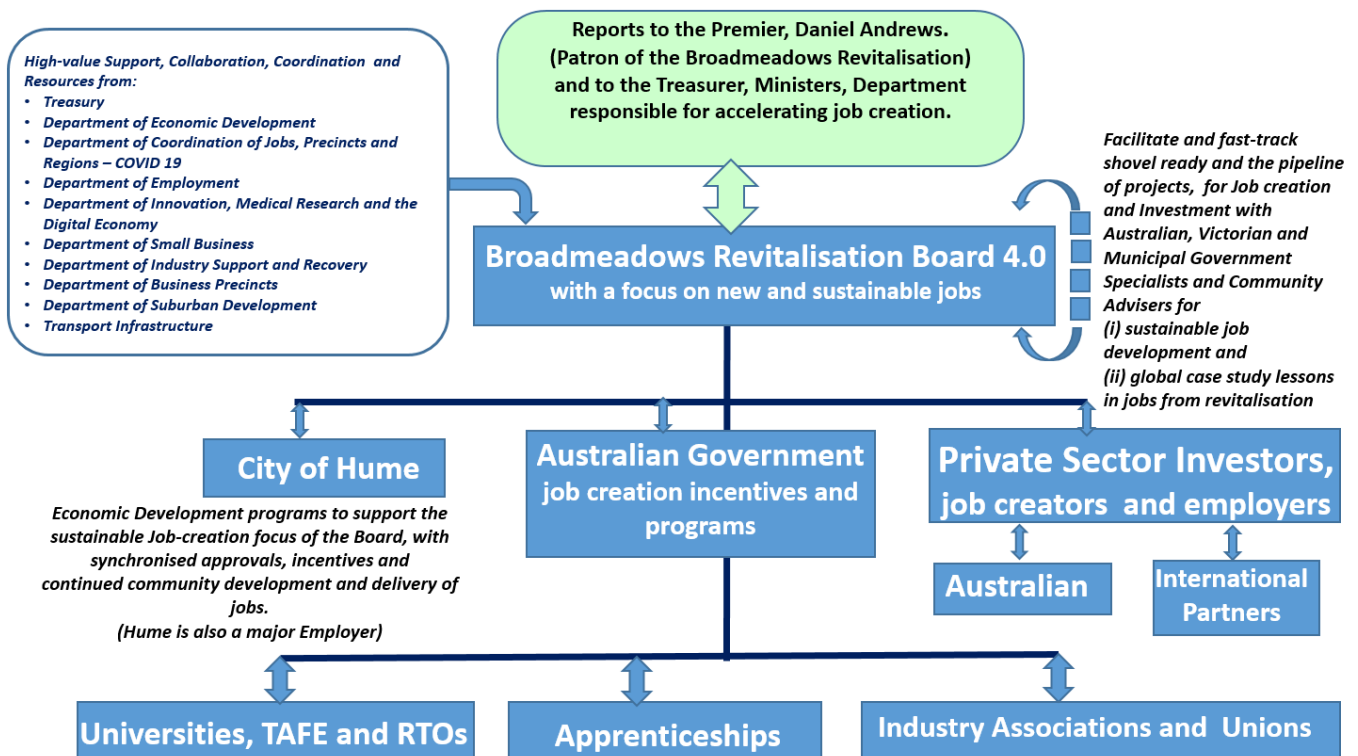 Reports to the Premier, Daniel Andrews.
(Patron of the Broadmeadows Revitalisation)
and to the Treasurer, Ministers, Department
responsible for accelerating job creation.
High-value Support, Collaboration, Coordination and
Resources from:
• Treasury
• Department of Economic Development
• Department of Coordination of Jobs, Precincts and
Regions – COVID 19
• Department of Employment
• Department of Innovation, Medical Research and the
Digital Economy
• Department of Small Business
• Department of Industry Support and Recovery
• Department of Business Precincts
• Department of Suburban Development
• Transport Infrastructure
Facilitate and fast-track
shovel ready and the pipeline
of projects, for Job creation
and Investment with
Australian, Victorian and
Municipal Government
Specialists and Community
Advisers for
(i) sustainable job
development and
(ii) global case study lessons
in jobs from revitalisation
Broadmeadows Revitalisation Board 4.0
with a focus on new and sustainable jobs
City of Hume
Economic Development programs to support the
sustainable Job-creation focus of the Board, with
synchronised approvals, incentives and
continued community development and delivery of
jobs.
(Hume is also a major Employer)
Australian Government
job creation incentives and
programs
Private Sector Investors,
job creators and employers
Australian
International
Partners
Universities, TAFE and RTOs
Apprenticeships
Industry Associations and Unions